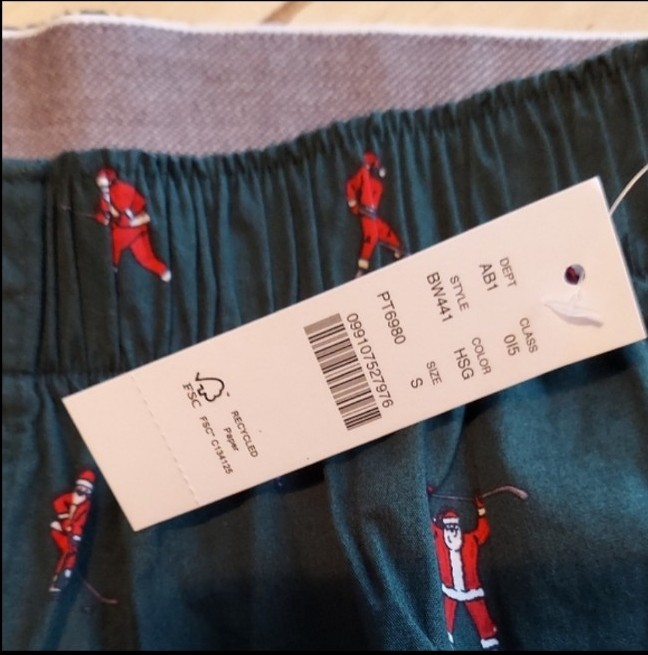 DEPT
AB1
CLASS
015
STYLE
BW441
COLOR
HSG
SIZE
S
PT6980
099107527976
RECYCLED
Paper
FSC® C134125
FSC